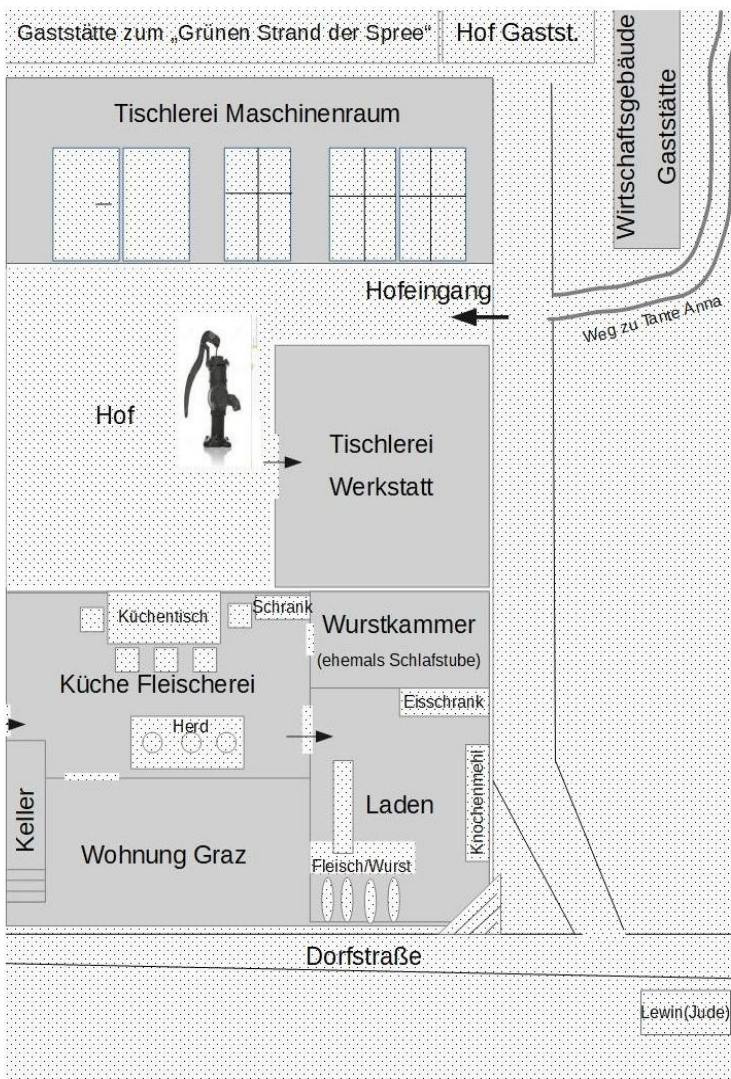 Gaststätte zum „Grünen Strand der Spree“
Hof Gastst.
Wirtschaftsgebäude
Gaststätte
Tischlerei Maschinenraum
Hofeingang
Weg zu Tante Anna
Hof
Tischlerei
Werkstatt
Küchentisch
Schrank
Wurstkammer
(ehemals Schlafstube)
Küche Fleischerei
Eisschrank
Herd
Knochenmehl
Keller
Laden
Wohnung Graz
Fleisch/Wurst
Dorfstraße
Lewin(Jude)